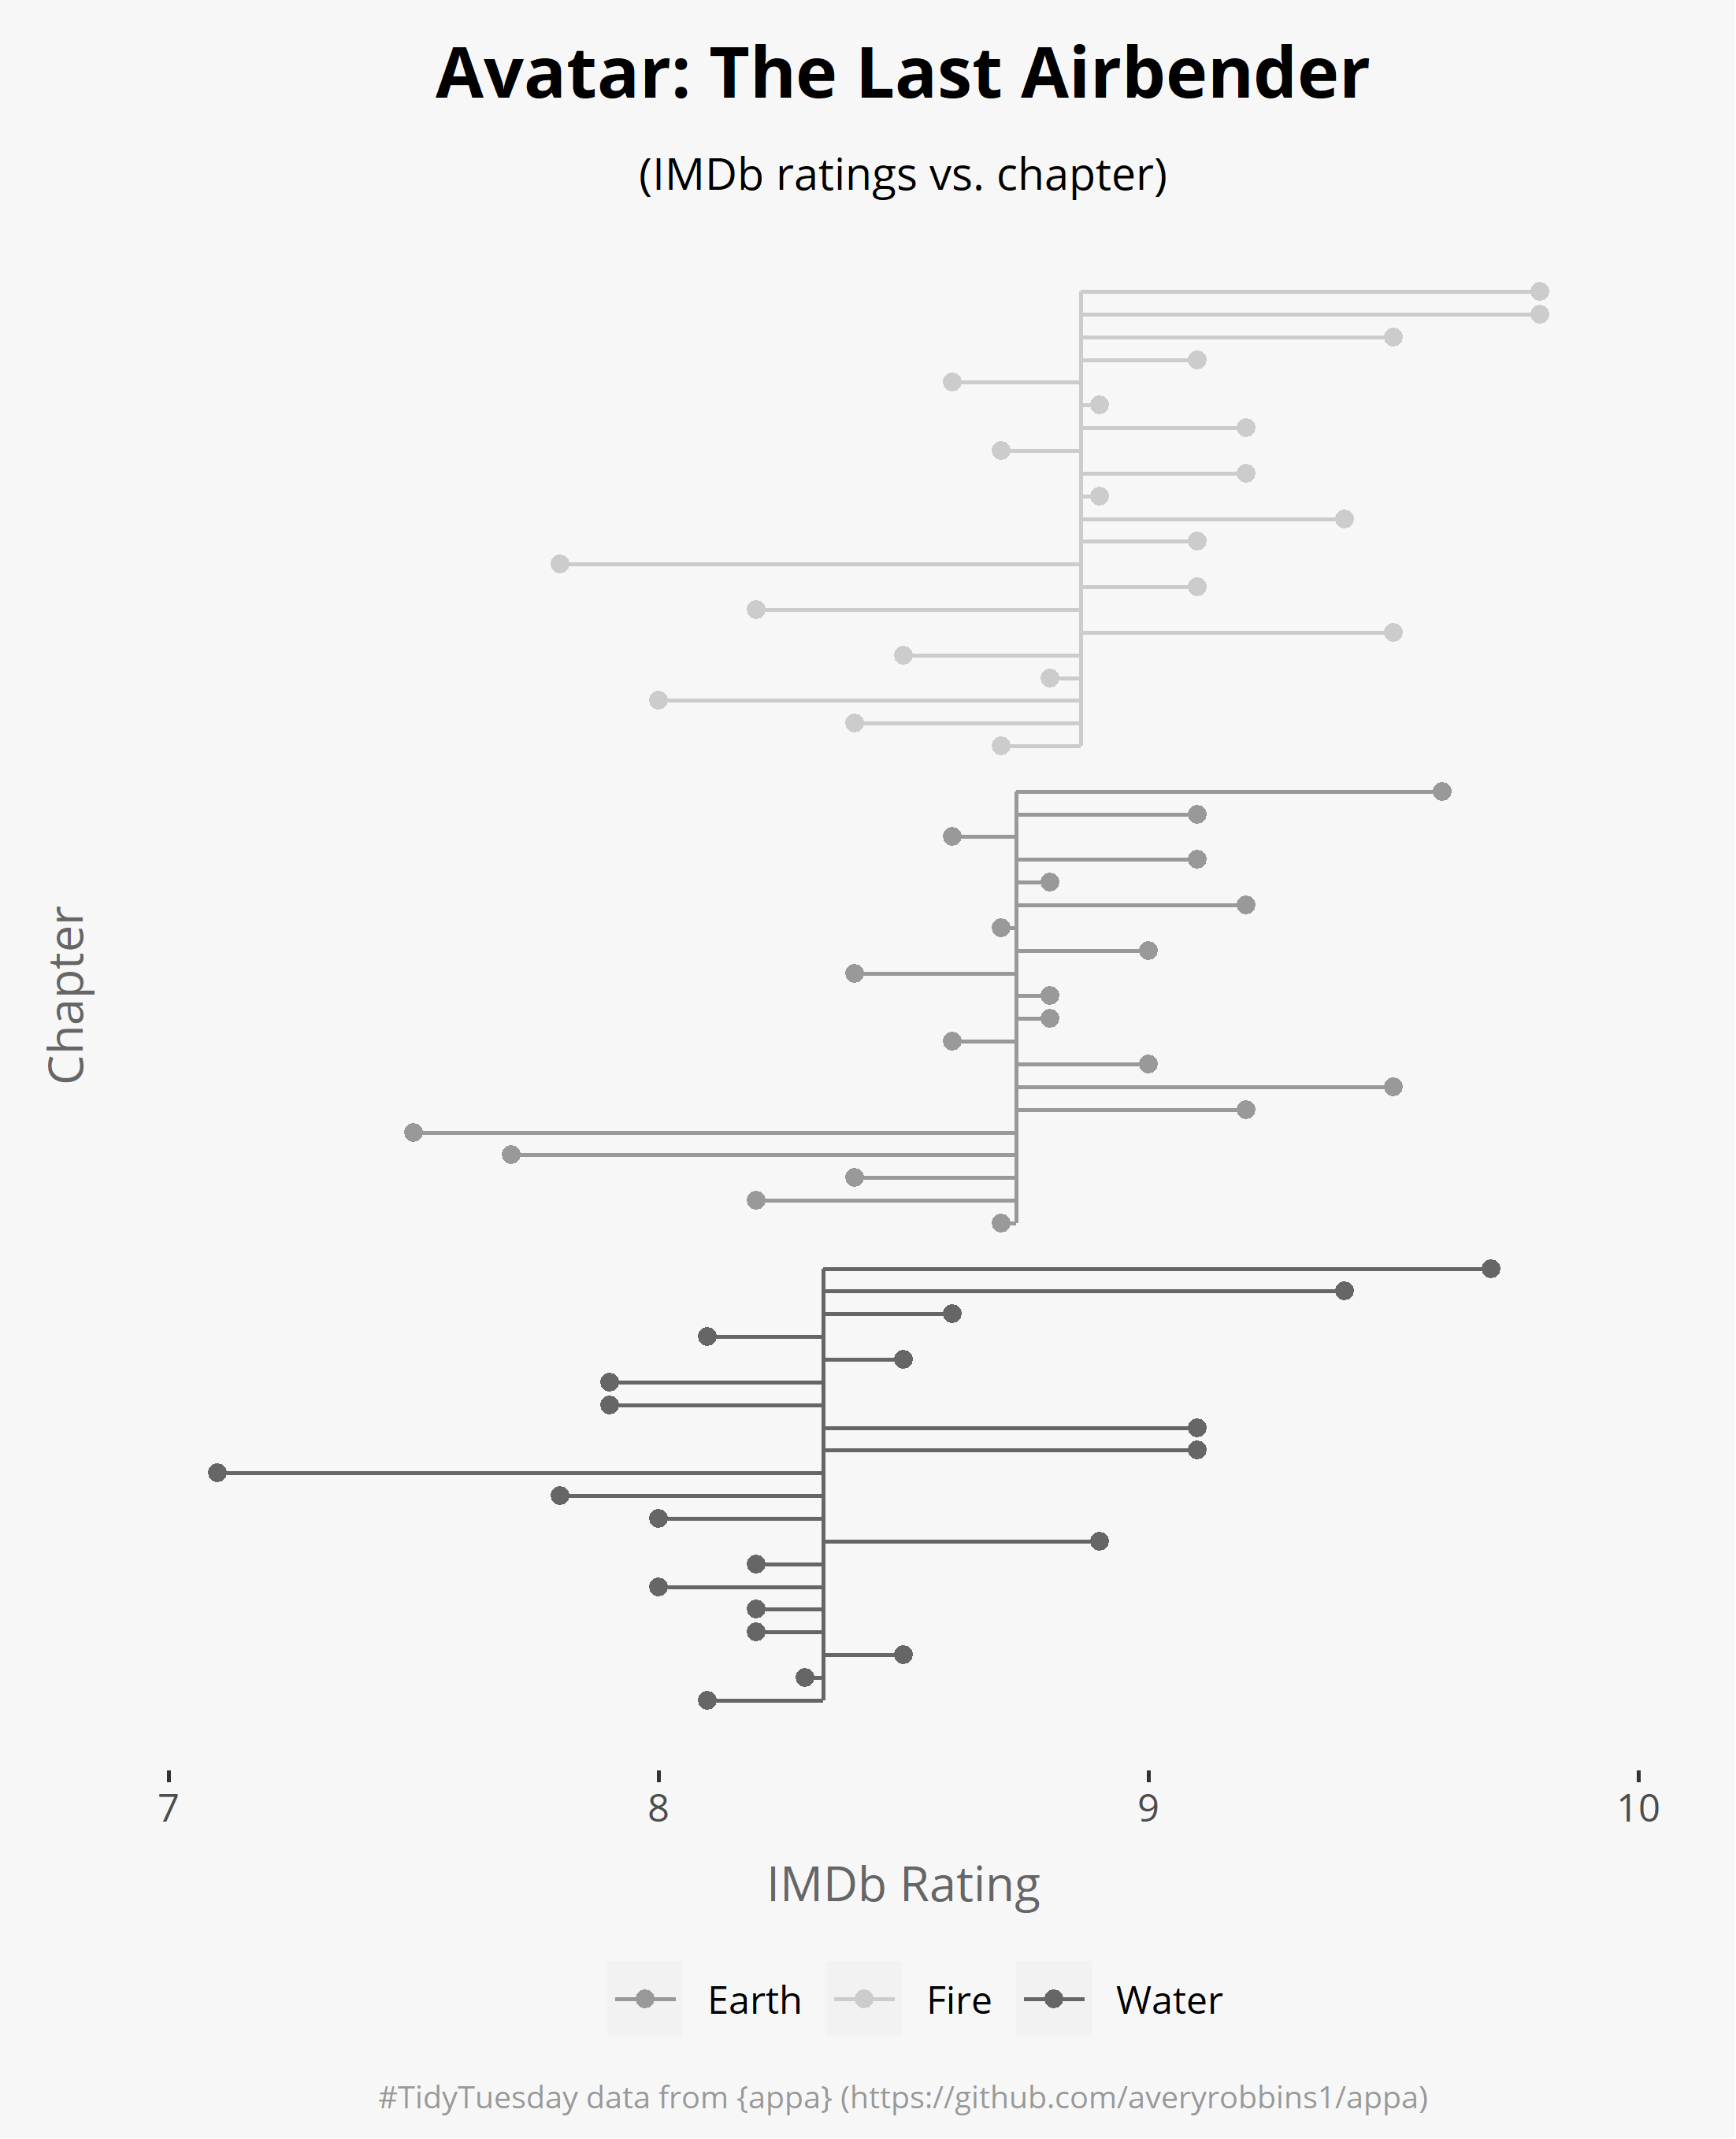 Avatar: The Last Airbender
(IMDb ratings vs. chapter)
Chapter
7 8 9 10
IMDb Rating
Earth Fire Water
#TidyTuesday data from {appa} (https://github.com/averyrobbins1/appa)